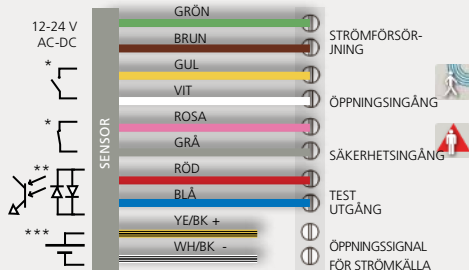 12-24 V
AC-DC
*
*
**
***
SENSOR
GRÖN
BRUN
GUL
VIT
ROSA
GRÅ
RÖD
BLÅ
YE/BK +
WH/BK -
STRÖMFÖRSÖR-
JNING
ÖPPNINGSINGÅNG
SÄKERHETSINGÅNG
TEST
UTGÅNG
ÖPPNINGSSIGNAL
FÖR STRÖMKÄLLA